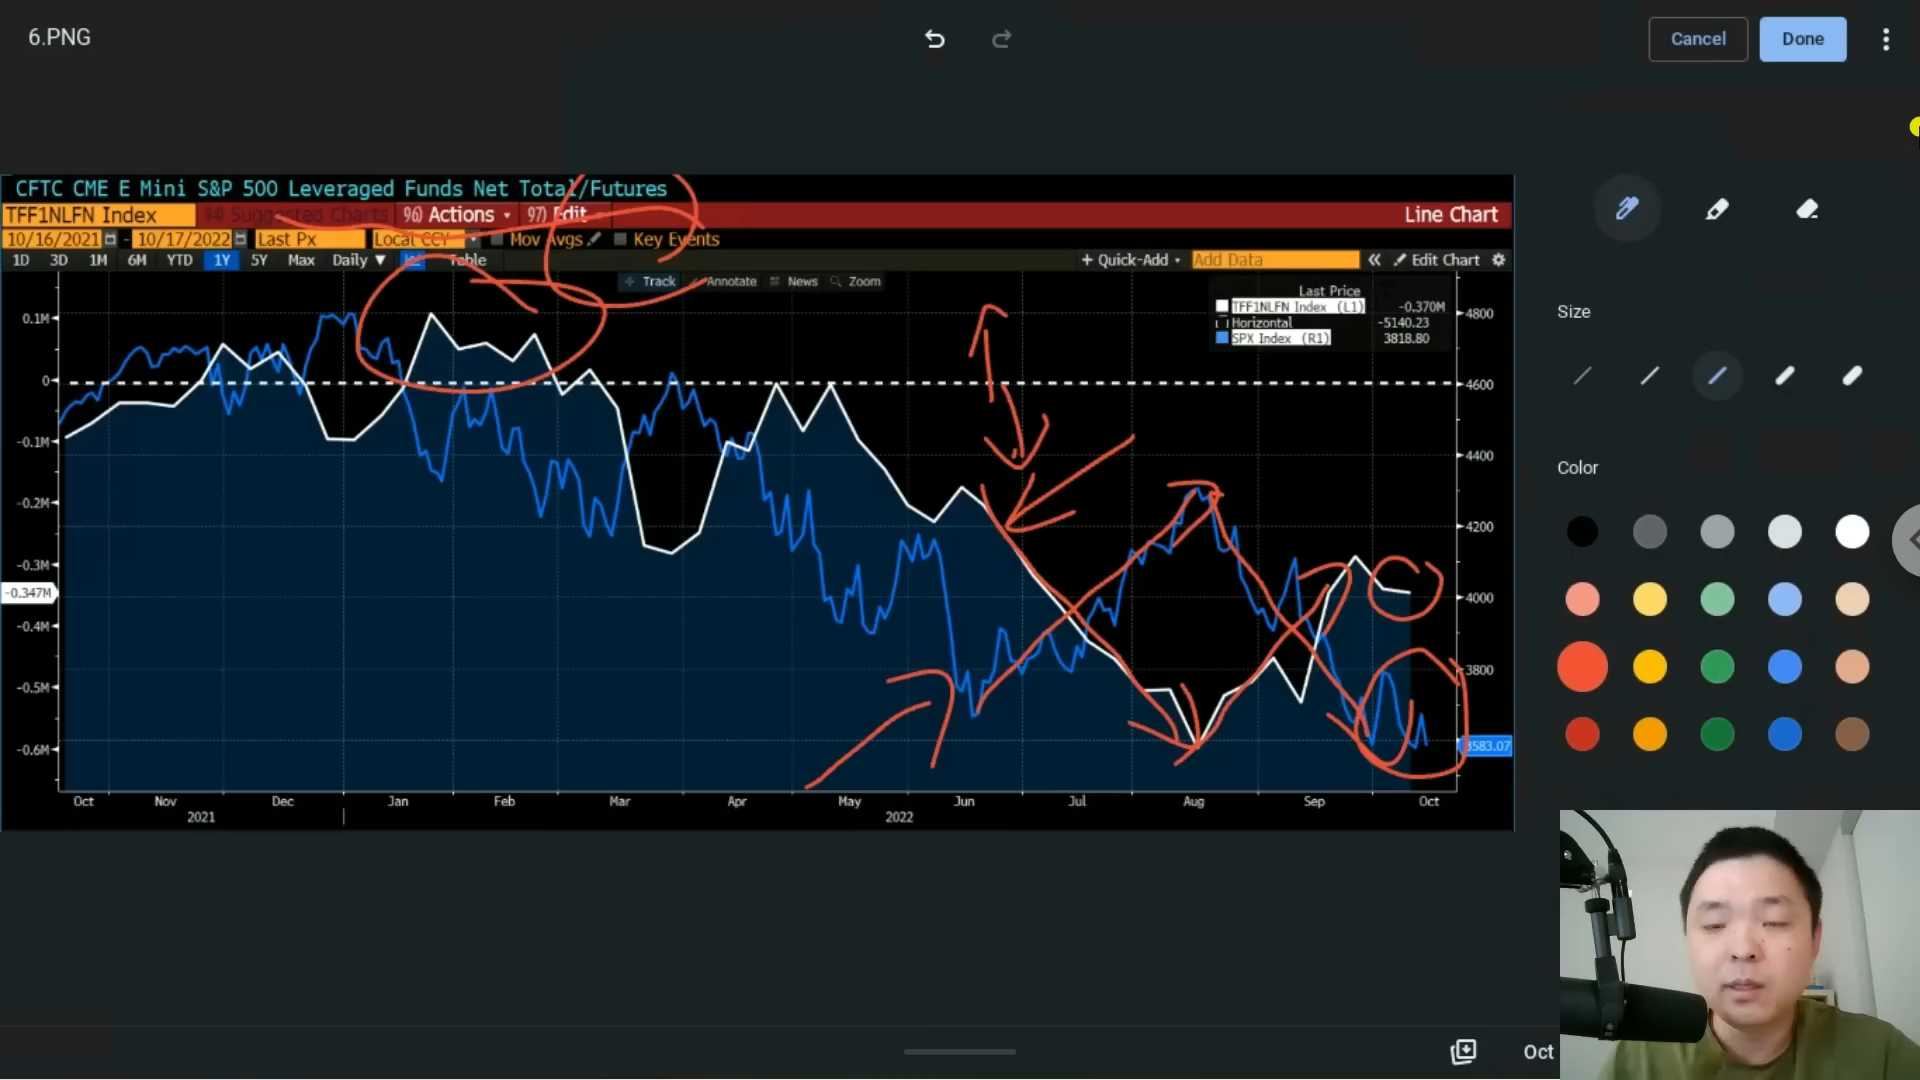 6.PNG
Cancel
Done
CFTC CME E Mini S&P 500 Leveraged Funds Net Total/Futures
TFF1NLFN Index 94) Suggested Charts 96) Actions 97) Edit Line Chart
10/16/2021 - 10/17/2022 Last Px Local CCY Mov Avgs Key Events
1D 3D 1M 6M YTD 1Y 5Y Max Daily ▼ Table + Quick-Add Add Data « Edit Chart
Track Annotate News Zoom
Last Price
TFF1NLFN Index (L1) -0.370M
Horizontal -5140.23
SPX Index (R1) 3818.80
0.1M
0
-0.1M
-0.2M
-0.3M
-0.347M
-0.4M
-0.5M
-0.6M
4800
4600
4400
4200
4000
3800
3583.07
Oct Nov Dec Jan Feb Mar Apr May Jun Jul Aug Sep Oct
2021 2022
Size
Color
Oct